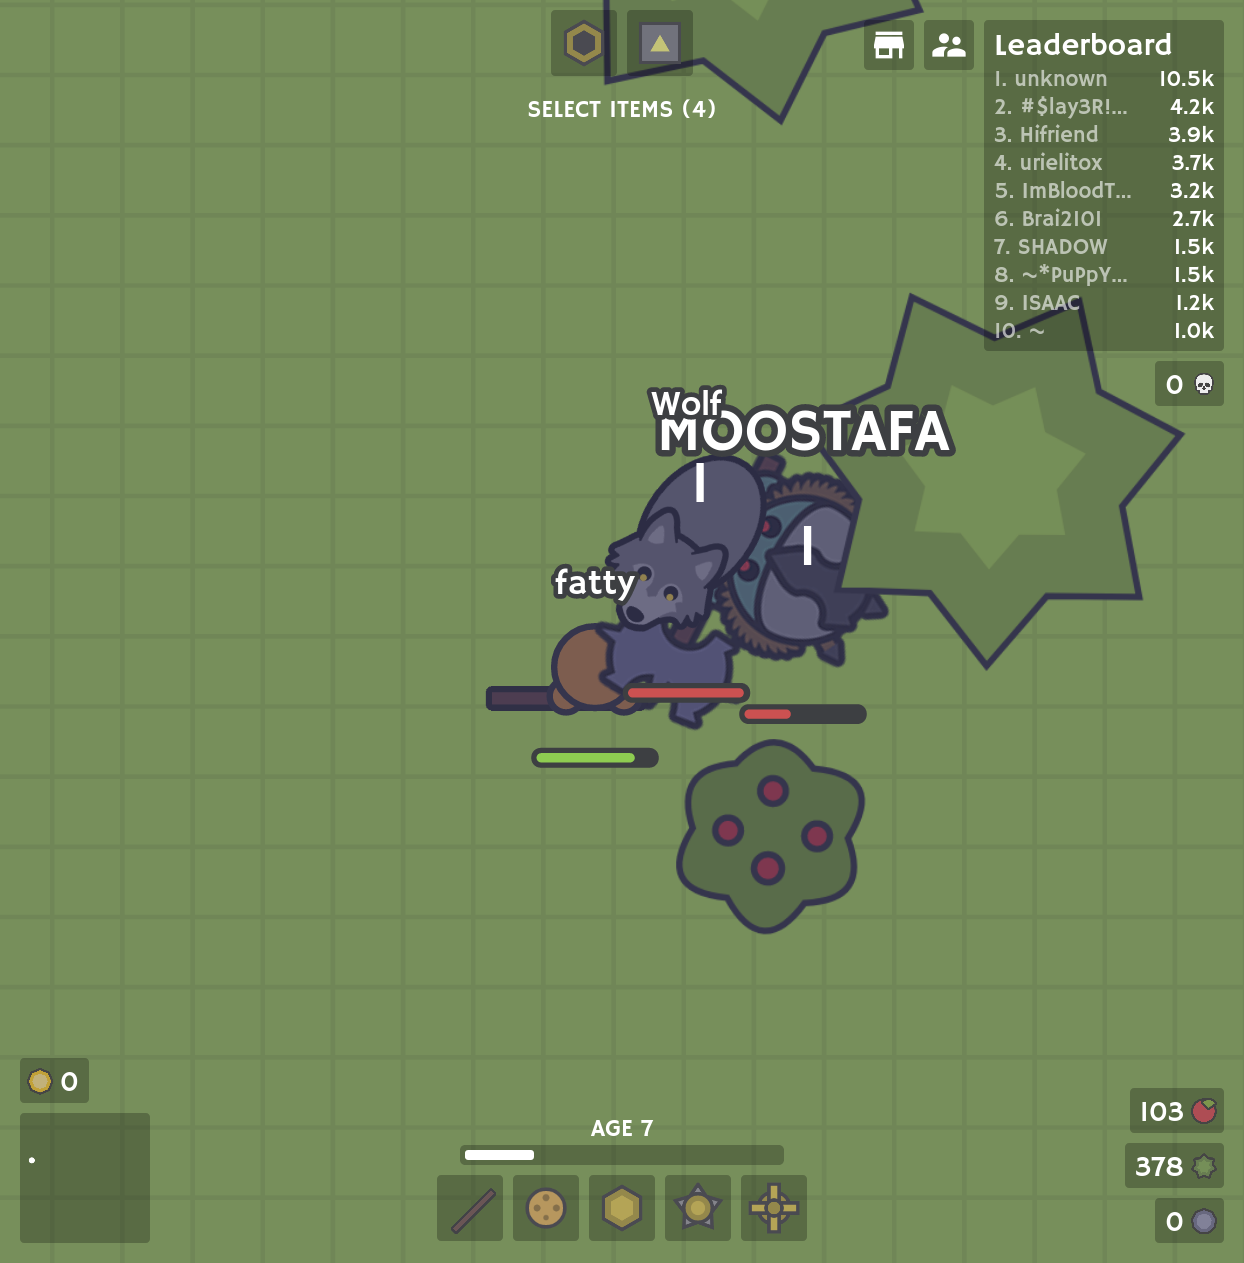 SELECT ITEMS (4)
Leaderboard
1. unknown 10.5k
2. #$lay3R!... 4.2k
3. Hifriend 3.9k
4. urielitox 3.7k
5. ImBloodT... 3.2k
6. Brai2101 2.7k
7. SHADOW 1.5k
8. ~*PuPpY... 1.5k
9. ISAAC 1.2k
10. ~ 1.0k
0
Wolf
MOOSTAFA
1
1
fatty
0
AGE 7
103
378
0